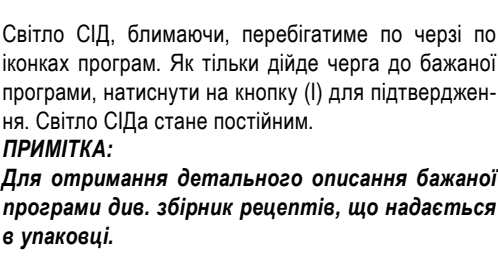 Світло СІД, блимаючи, перебігатиме по черзі по
іконках програм. Як тільки дійде черга до бажаної
програми, натиснути на кнопку (I) для підтверджен-
ня. Світло СІДа стане постійним.
ПРИМІТКА:
Для отримання детального описання бажаної
програми див. збірник рецептів, що надається
в упаковці.